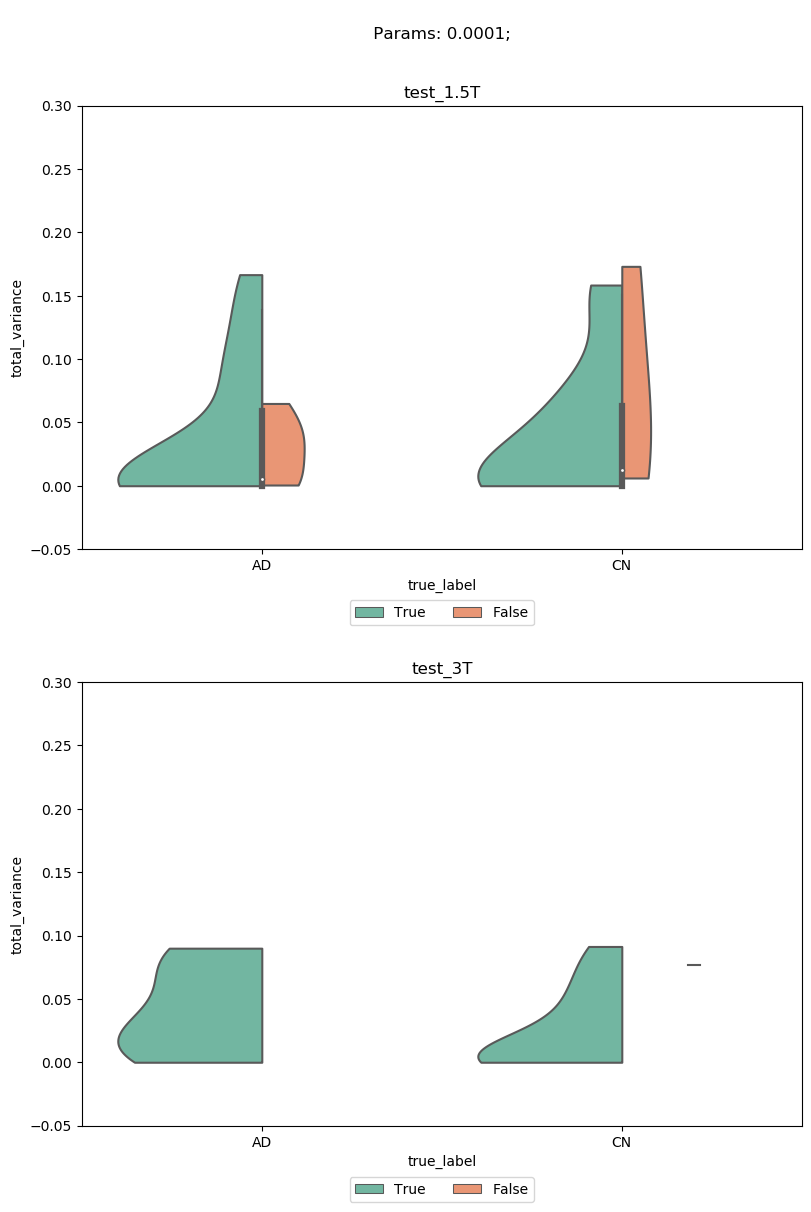 Params: 0.0001;
test_1.5T
0.30
0.25
0.20
0.15
0.10
0.05
0.00
−0.05
total_variance
AD CN
true_label
True False
test_3T
0.30
0.25
0.20
0.15
0.10
0.05
0.00
−0.05
total_variance
AD CN
true_label
True False